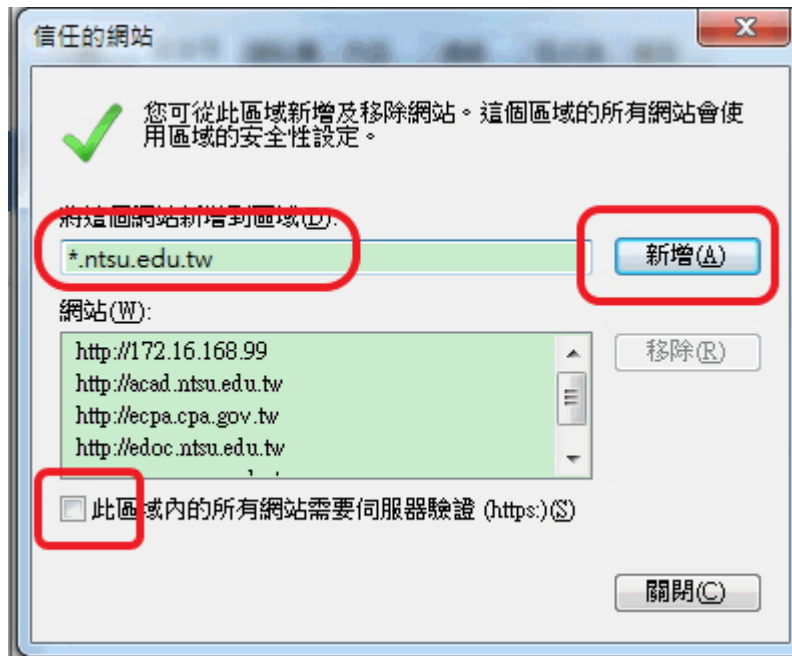 信任的網站
您可從此區域新增及移除網站。這個區域的所有網站會使
用區域的安全性設定。
將這個網站新增到區域(D):
*.ntsu.edu.tw
新增(A)
網站(W):
http://172.16.168.99
移除(R)
http://acad.ntsu.edu.tw
http://ecpa.cpa.gov.tw
http://edoc.ntsu.edu.tw
此區域內的所有網站需要伺服器驗證 (https:)(S)
關閉(C)